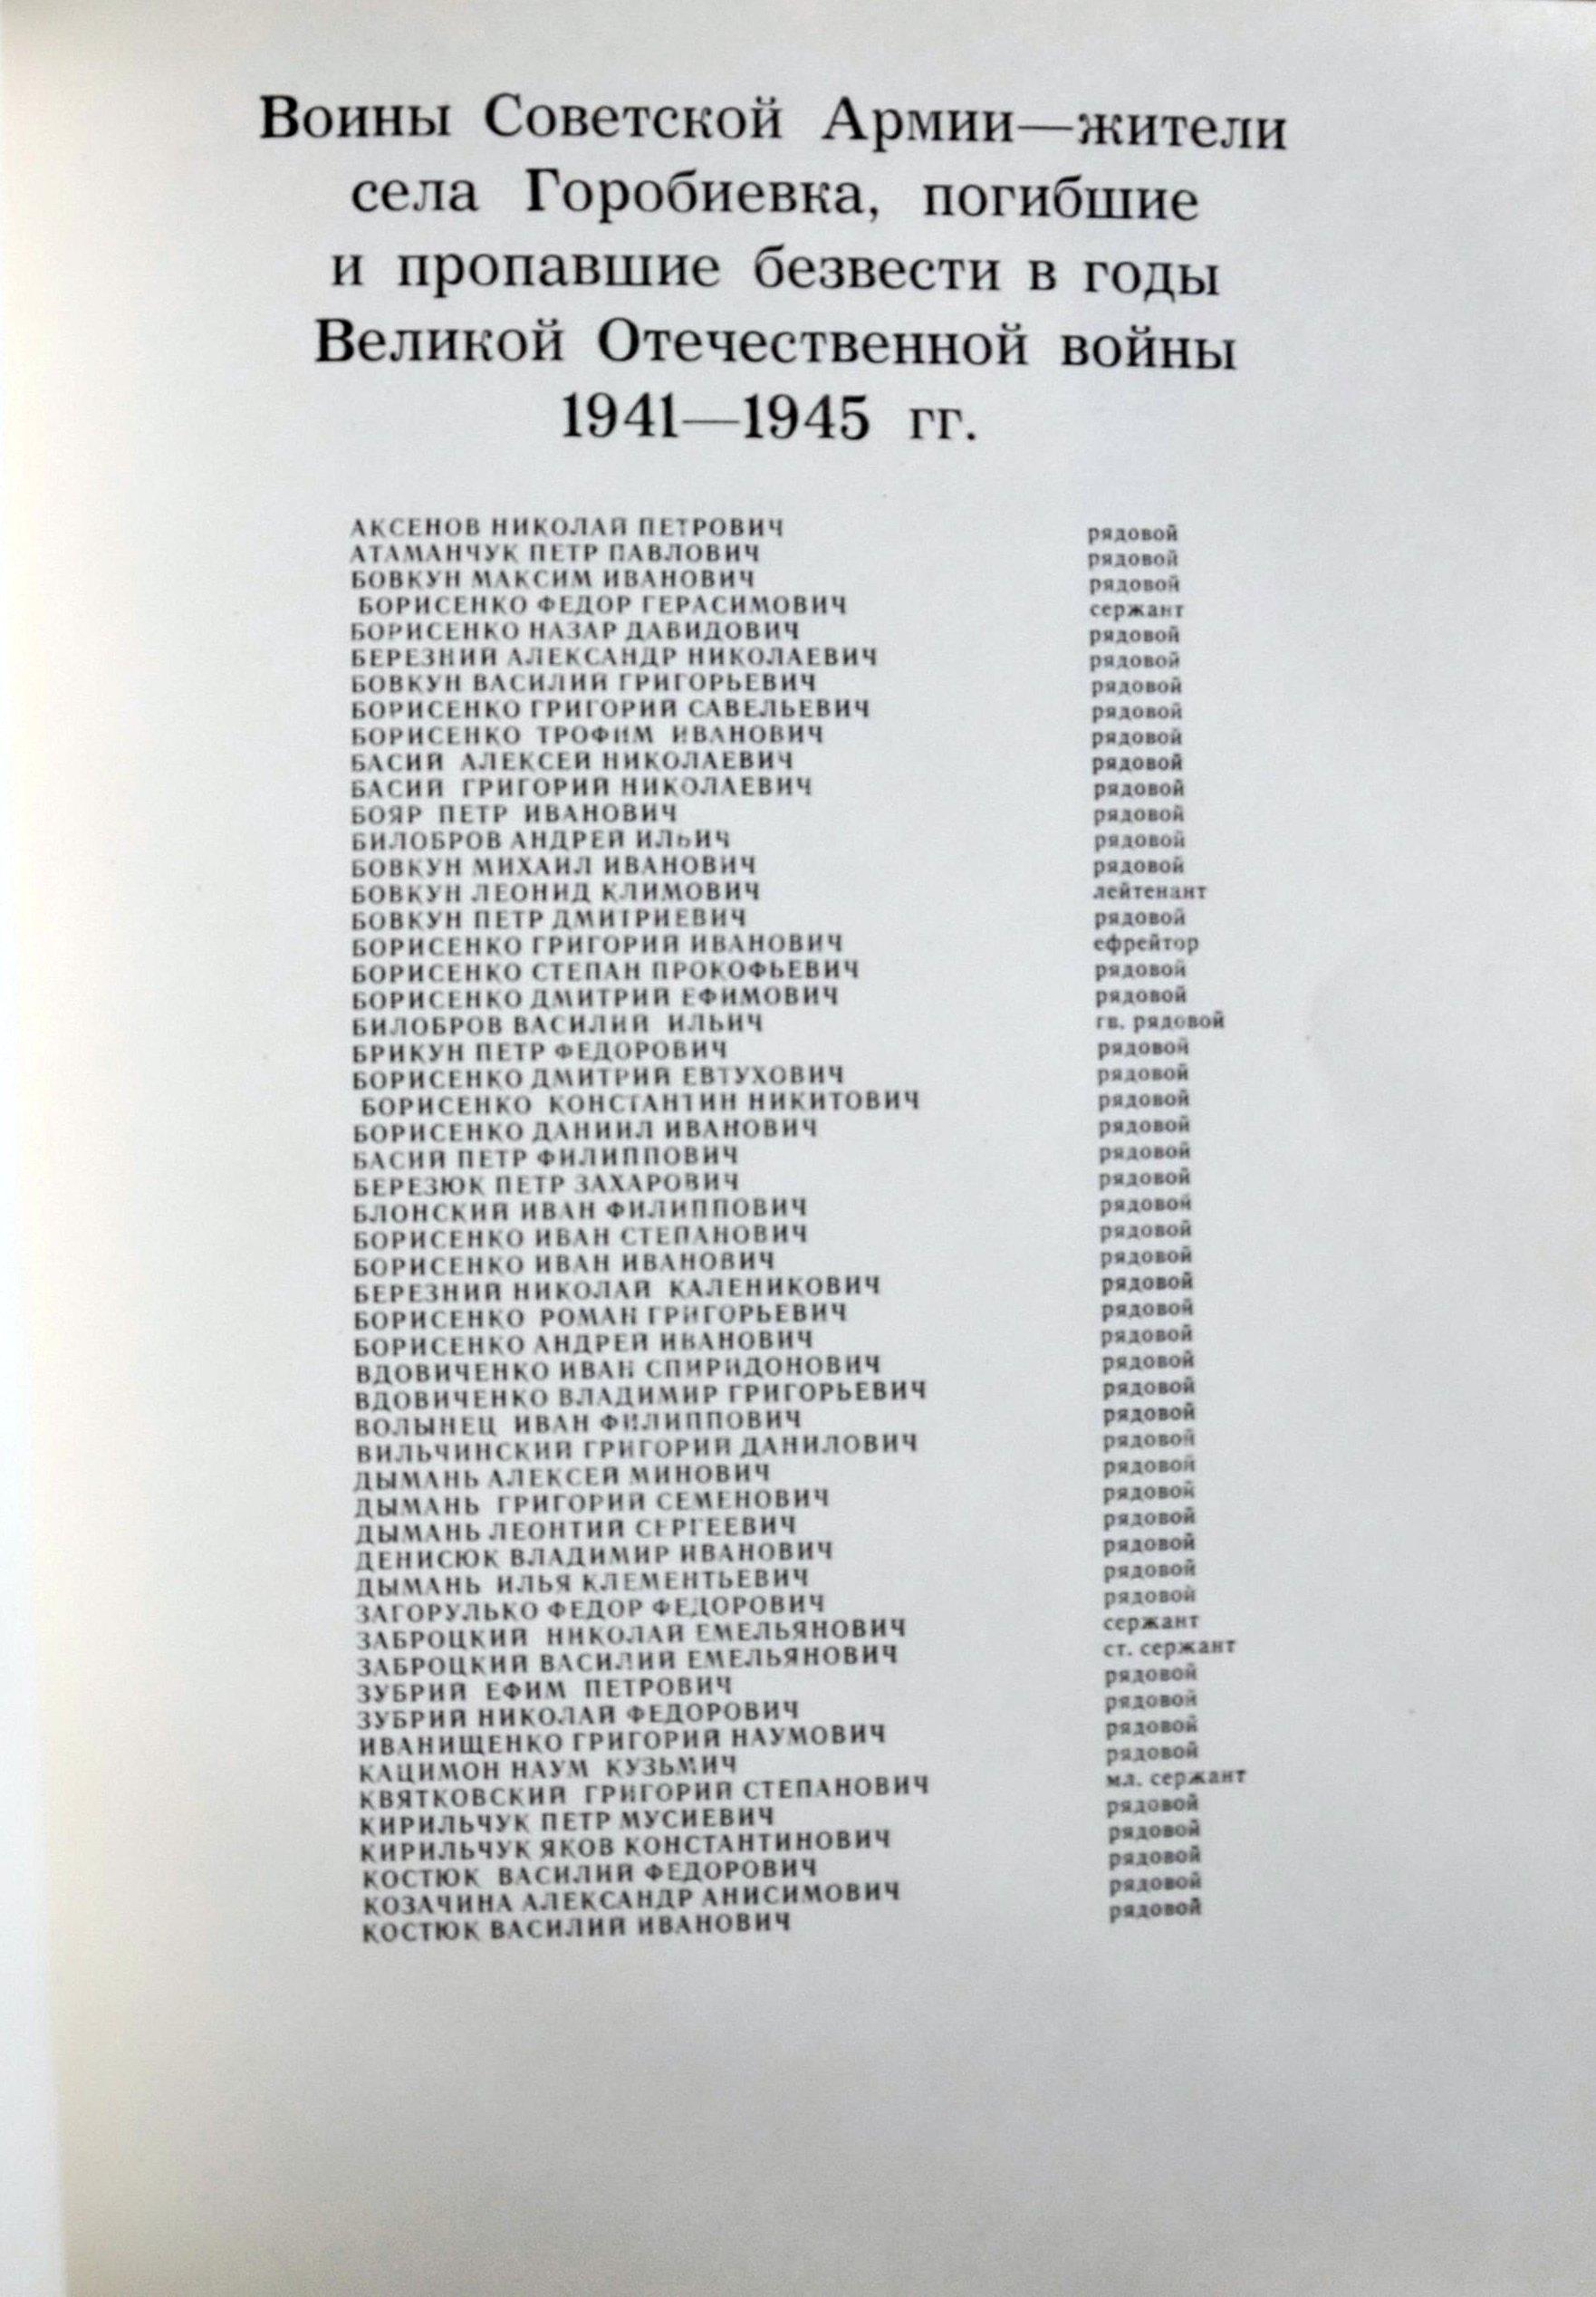 Воины Советской Армии—жители
села Горобиевка, погибшие
и пропавшие безвести в годы
Великой Отечественной войны
1941—1945 гг.
АКСЕНОВ НИКОЛАЙ ПЕТРОВИЧ рядовой
АТАМАНЧУК ПЕТР ПАВЛОВИЧ рядовой
БОВКУН МАКСИМ ИВАНОВИЧ рядовой
БОРИСЕНКО ФЕДОР ГЕРАСИМОВИЧ сержант
БОРИСЕНКО НАЗАР ДАВИДОВИЧ рядовой
БЕРЕЗНИЙ АЛЕКСАНДР НИКОЛАЕВИЧ рядовой
БОВКУН ВАСИЛИЙ ГРИГОРЬЕВИЧ рядовой
БОРИСЕНКО ГРИГОРИЙ САВЕЛЬЕВИЧ рядовой
БОРИСЕНКО ТРОФИМ ИВАНОВИЧ рядовой
БАСИЙ АЛЕКСЕЙ НИКОЛАЕВИЧ рядовой
БАСИЙ ГРИГОРИЙ НИКОЛАЕВИЧ рядовой
БОЯР ПЕТР ИВАНОВИЧ рядовой
БИЛОБРОВ АНДРЕЙ ИЛЬИЧ рядовой
БОВКУН МИХАИЛ ИВАНОВИЧ рядовой
БОВКУН ЛЕОНИД КЛИМОВИЧ лейтенант
БОВКУН ПЕТР ДМИТРИЕВИЧ рядовой
БОРИСЕНКО ГРИГОРИЙ ИВАНОВИЧ ефрейтор
БОРИСЕНКО СТЕПАН ПРОКОФЬЕВИЧ рядовой
БОРИСЕНКО ДМИТРИЙ ЕФИМОВИЧ рядовой
БИЛОБРОВ ВАСИЛИЙ ИЛЬИЧ гв. рядовой
БРИКУН ПЕТР ФЕДОРОВИЧ рядовой
БОРИСЕНКО ДМИТРИЙ ЕВТУХОВИЧ рядовой
БОРИСЕНКО КОНСТАНТИН НИКИТОВИЧ рядовой
БОРИСЕНКО ДАНИИЛ ИВАНОВИЧ рядовой
БАСИЙ ПЕТР ФИЛИППОВИЧ рядовой
БЕРЕЗЮК ПЕТР ЗАХАРОВИЧ рядовой
БЛОНСКИЙ ИВАН ФИЛИППОВИЧ рядовой
БОРИСЕНКО ИВАН СТЕПАНОВИЧ рядовой
БОРИСЕНКО ИВАН ИВАНОВИЧ рядовой
БЕРЕЗНИЙ НИКОЛАЙ КАЛЕНИКОВИЧ рядовой
БОРИСЕНКО РОМАН ГРИГОРЬЕВИЧ рядовой
БОРИСЕНКО АНДРЕЙ ИВАНОВИЧ рядовой
ВДОВИЧЕНКО ИВАН СПИРИДОНОВИЧ рядовой
ВДОВИЧЕНКО ВЛАДИМИР ГРИГОРЬЕВИЧ рядовой
ВОЛЫНЕЦ ИВАН ФИЛИППОВИЧ рядовой
ВИЛЬЧИНСКИЙ ГРИГОРИЙ ДАНИЛОВИЧ рядовой
ДЫМАНЬ АЛЕКСЕЙ МИНОВИЧ рядовой
ДЫМАНЬ ГРИГОРИЙ СЕМЕНОВИЧ рядовой
ДЫМАНЬ ЛЕОНТИЙ СЕРГЕЕВИЧ рядовой
ДЕНИСЮК ВЛАДИМИР ИВАНОВИЧ рядовой
ДЫМАНЬ ИЛЬЯ КЛЕМЕНТЬЕВИЧ рядовой
ЗАГОРУЛЬКО ФЕДОР ФЕДОРОВИЧ рядовой
ЗАБРОЦКИЙ НИКОЛАЙ ЕМЕЛЬЯНОВИЧ сержант
ЗАБРОЦКИЙ ВАСИЛИЙ ЕМЕЛЬЯНОВИЧ ст. сержант
ЗУБРИЙ ЕФИМ ПЕТРОВИЧ рядовой
ЗУБРИЙ НИКОЛАЙ ФЕДОРОВИЧ рядовой
ИВАНИЩЕНКО ГРИГОРИЙ НАУМОВИЧ рядовой
КАЦИМОН НАУМ КУЗЬМИЧ рядовой
КВЯТКОВСКИЙ ГРИГОРИЙ СТЕПАНОВИЧ мл. сержант
КИРИЛЬЧУК ПЕТР МУСИЕВИЧ рядовой
КИРИЛЬЧУК ЯКОВ КОНСТАНТИНОВИЧ рядовой
КОСТЮК ВАСИЛИЙ ФЕДОРОВИЧ рядовой
КОЗАЧИНА АЛЕКСАНДР АНИСИМОВИЧ рядовой
КОСТЮК ВАСИЛИЙ ИВАНОВИЧ рядовой